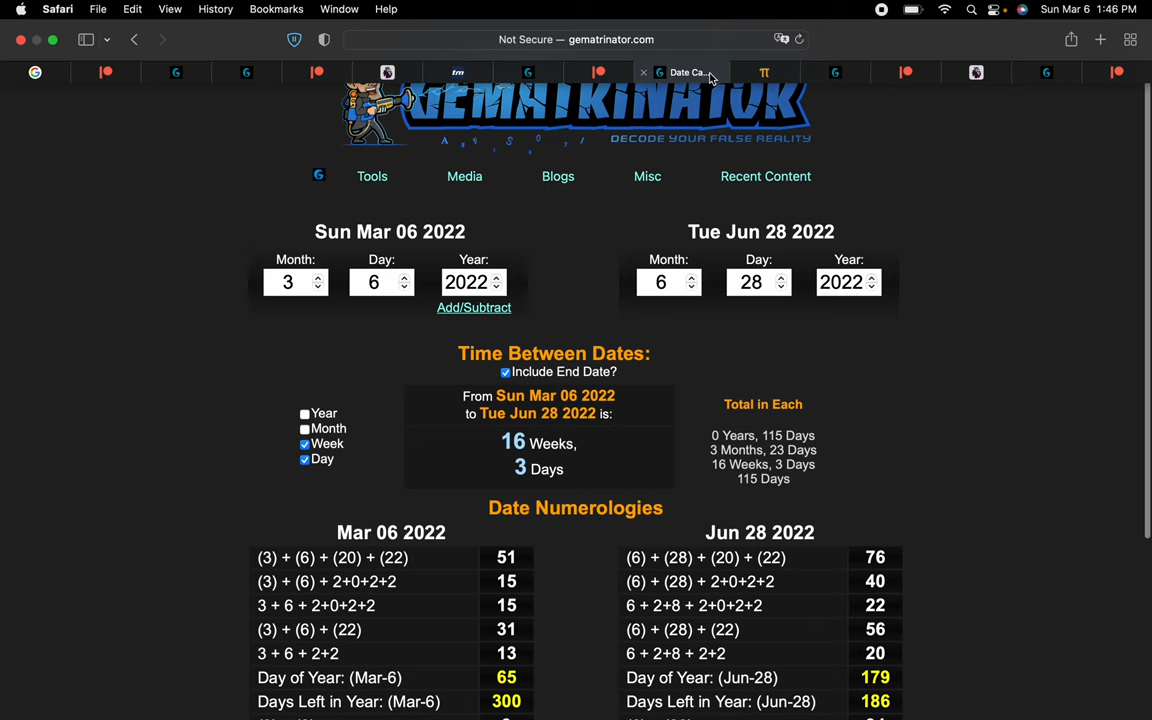 Safari File Edit View History Bookmarks Window Help Sun Mar 6 1:46 PM
Not Secure — gematrinator.com
tm Date Ca... π
GEMATRINATOR
DECODE YOUR FALSE REALITY
Tools Media Blogs Misc Recent Content
Sun Mar 06 2022 Tue Jun 28 2022
Month: Day: Year: Month: Day: Year:
3 6 2022 6 28 2022
Add/Subtract
Time Between Dates:
Include End Date?
From Sun Mar 06 2022
to Tue Jun 28 2022 is:
16 Weeks,
3 Days
Year
Month
Week
Day
Total in Each
0 Years, 115 Days
3 Months, 23 Days
16 Weeks, 3 Days
115 Days
Date Numerologies
Mar 06 2022 Jun 28 2022
(3) + (6) + (20) + (22) 51 (6) + (28) + (20) + (22) 76
(3) + (6) + 2+0+2+2 15 (6) + (28) + 2+0+2+2 40
3 + 6 + 2+0+2+2 15 6 + 2+8 + 2+0+2+2 22
(3) + (6) + (22) 31 (6) + (28) + (22) 56
3 + 6 + 2+2 13 6 + 2+8 + 2+2 20
Day of Year: (Mar-6) 65 Day of Year: (Jun-28) 179
Days Left in Year: (Mar-6) 300 Days Left in Year: (Jun-28) 186